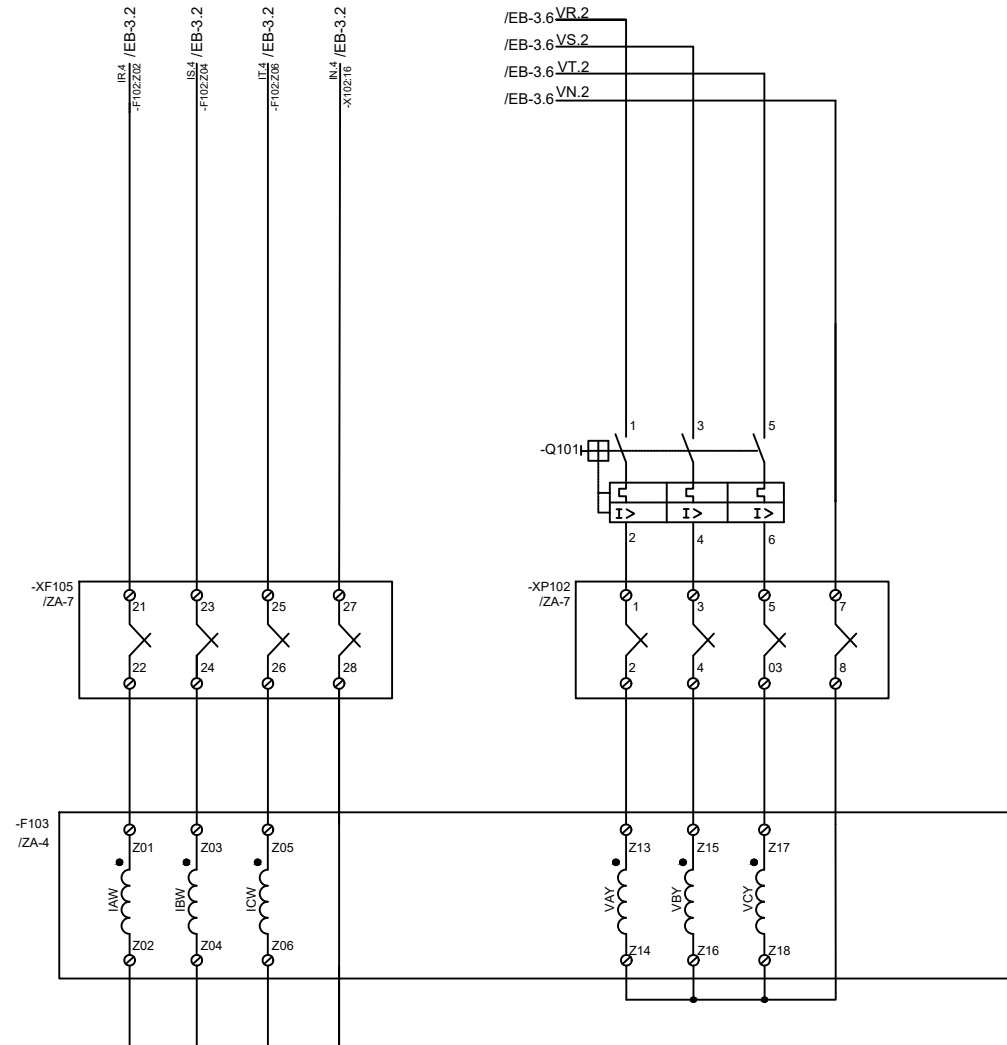 /EB-3.2
/EB-3.2
/EB-3.2
/EB-3.2
IR.4
-F102:Z02
IS.4
-F102:Z04
IT.4
-F102:Z06
IN.4
-X102:16
/EB-3.6 VR.2
/EB-3.6 VS.2
/EB-3.6 VT.2
/EB-3.6 VN.2
1 3 5
-Q101
I> I> I>
2 4 6
-XF105
/ZA-7
21 23 25 27
22 24 26 28
-XP102
/ZA-7
1 3 5 7
2 4 03 8
-F103
/ZA-4
Z01 Z03 Z05
IAW IBW ICW
Z02 Z04 Z06
Z13 Z15 Z17
VAY VBY VCY
Z14 Z16 Z18